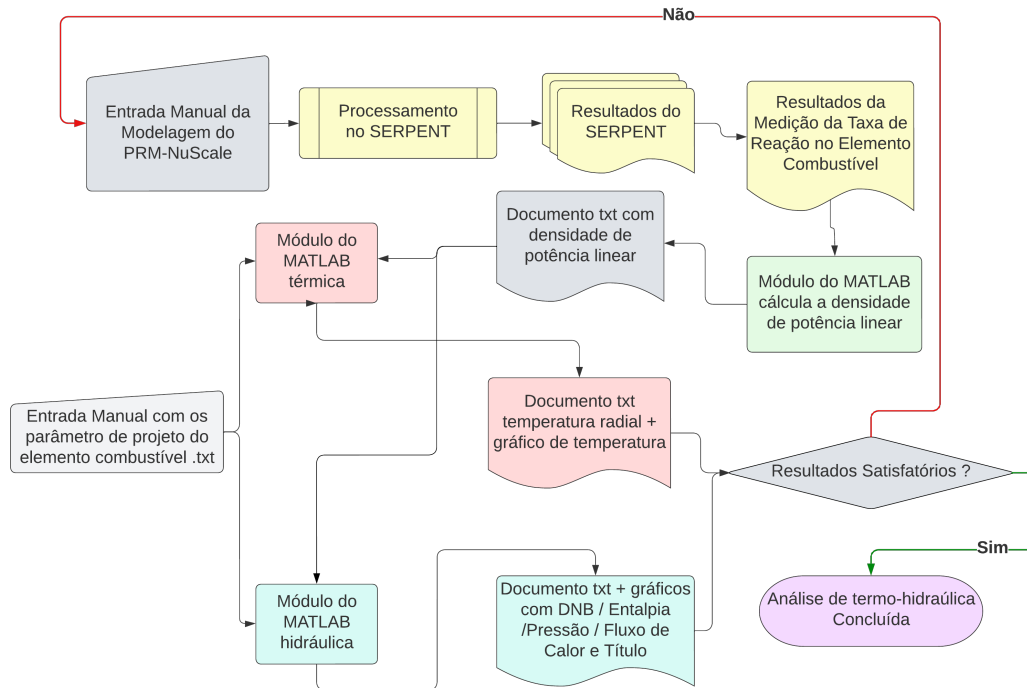 Não
Entrada Manual da
Modelagem do
PRM-NuScale
Processamento
no SERPENT
Resultados do
SERPENT
Resultados da
Medição da Taxa de
Reação no Elemento
Combustível
Módulo do
MATLAB
térmica
Documento txt com
densidade de
potência linear
Módulo do MATLAB
cálcula a densidade
de potência linear
Entrada Manual com os
parâmetro de projeto do
elemento combustível .txt
Documento txt
temperatura radial +
gráfico de temperatura
Resultados Satisfatórios ?
Sim
Módulo do
MATLAB
hidráulica
Documento txt + gráficos
com DNB / Entalpia
/Pressão / Fluxo de
Calor e Título
Análise de termo-hidraúlica
Concluída